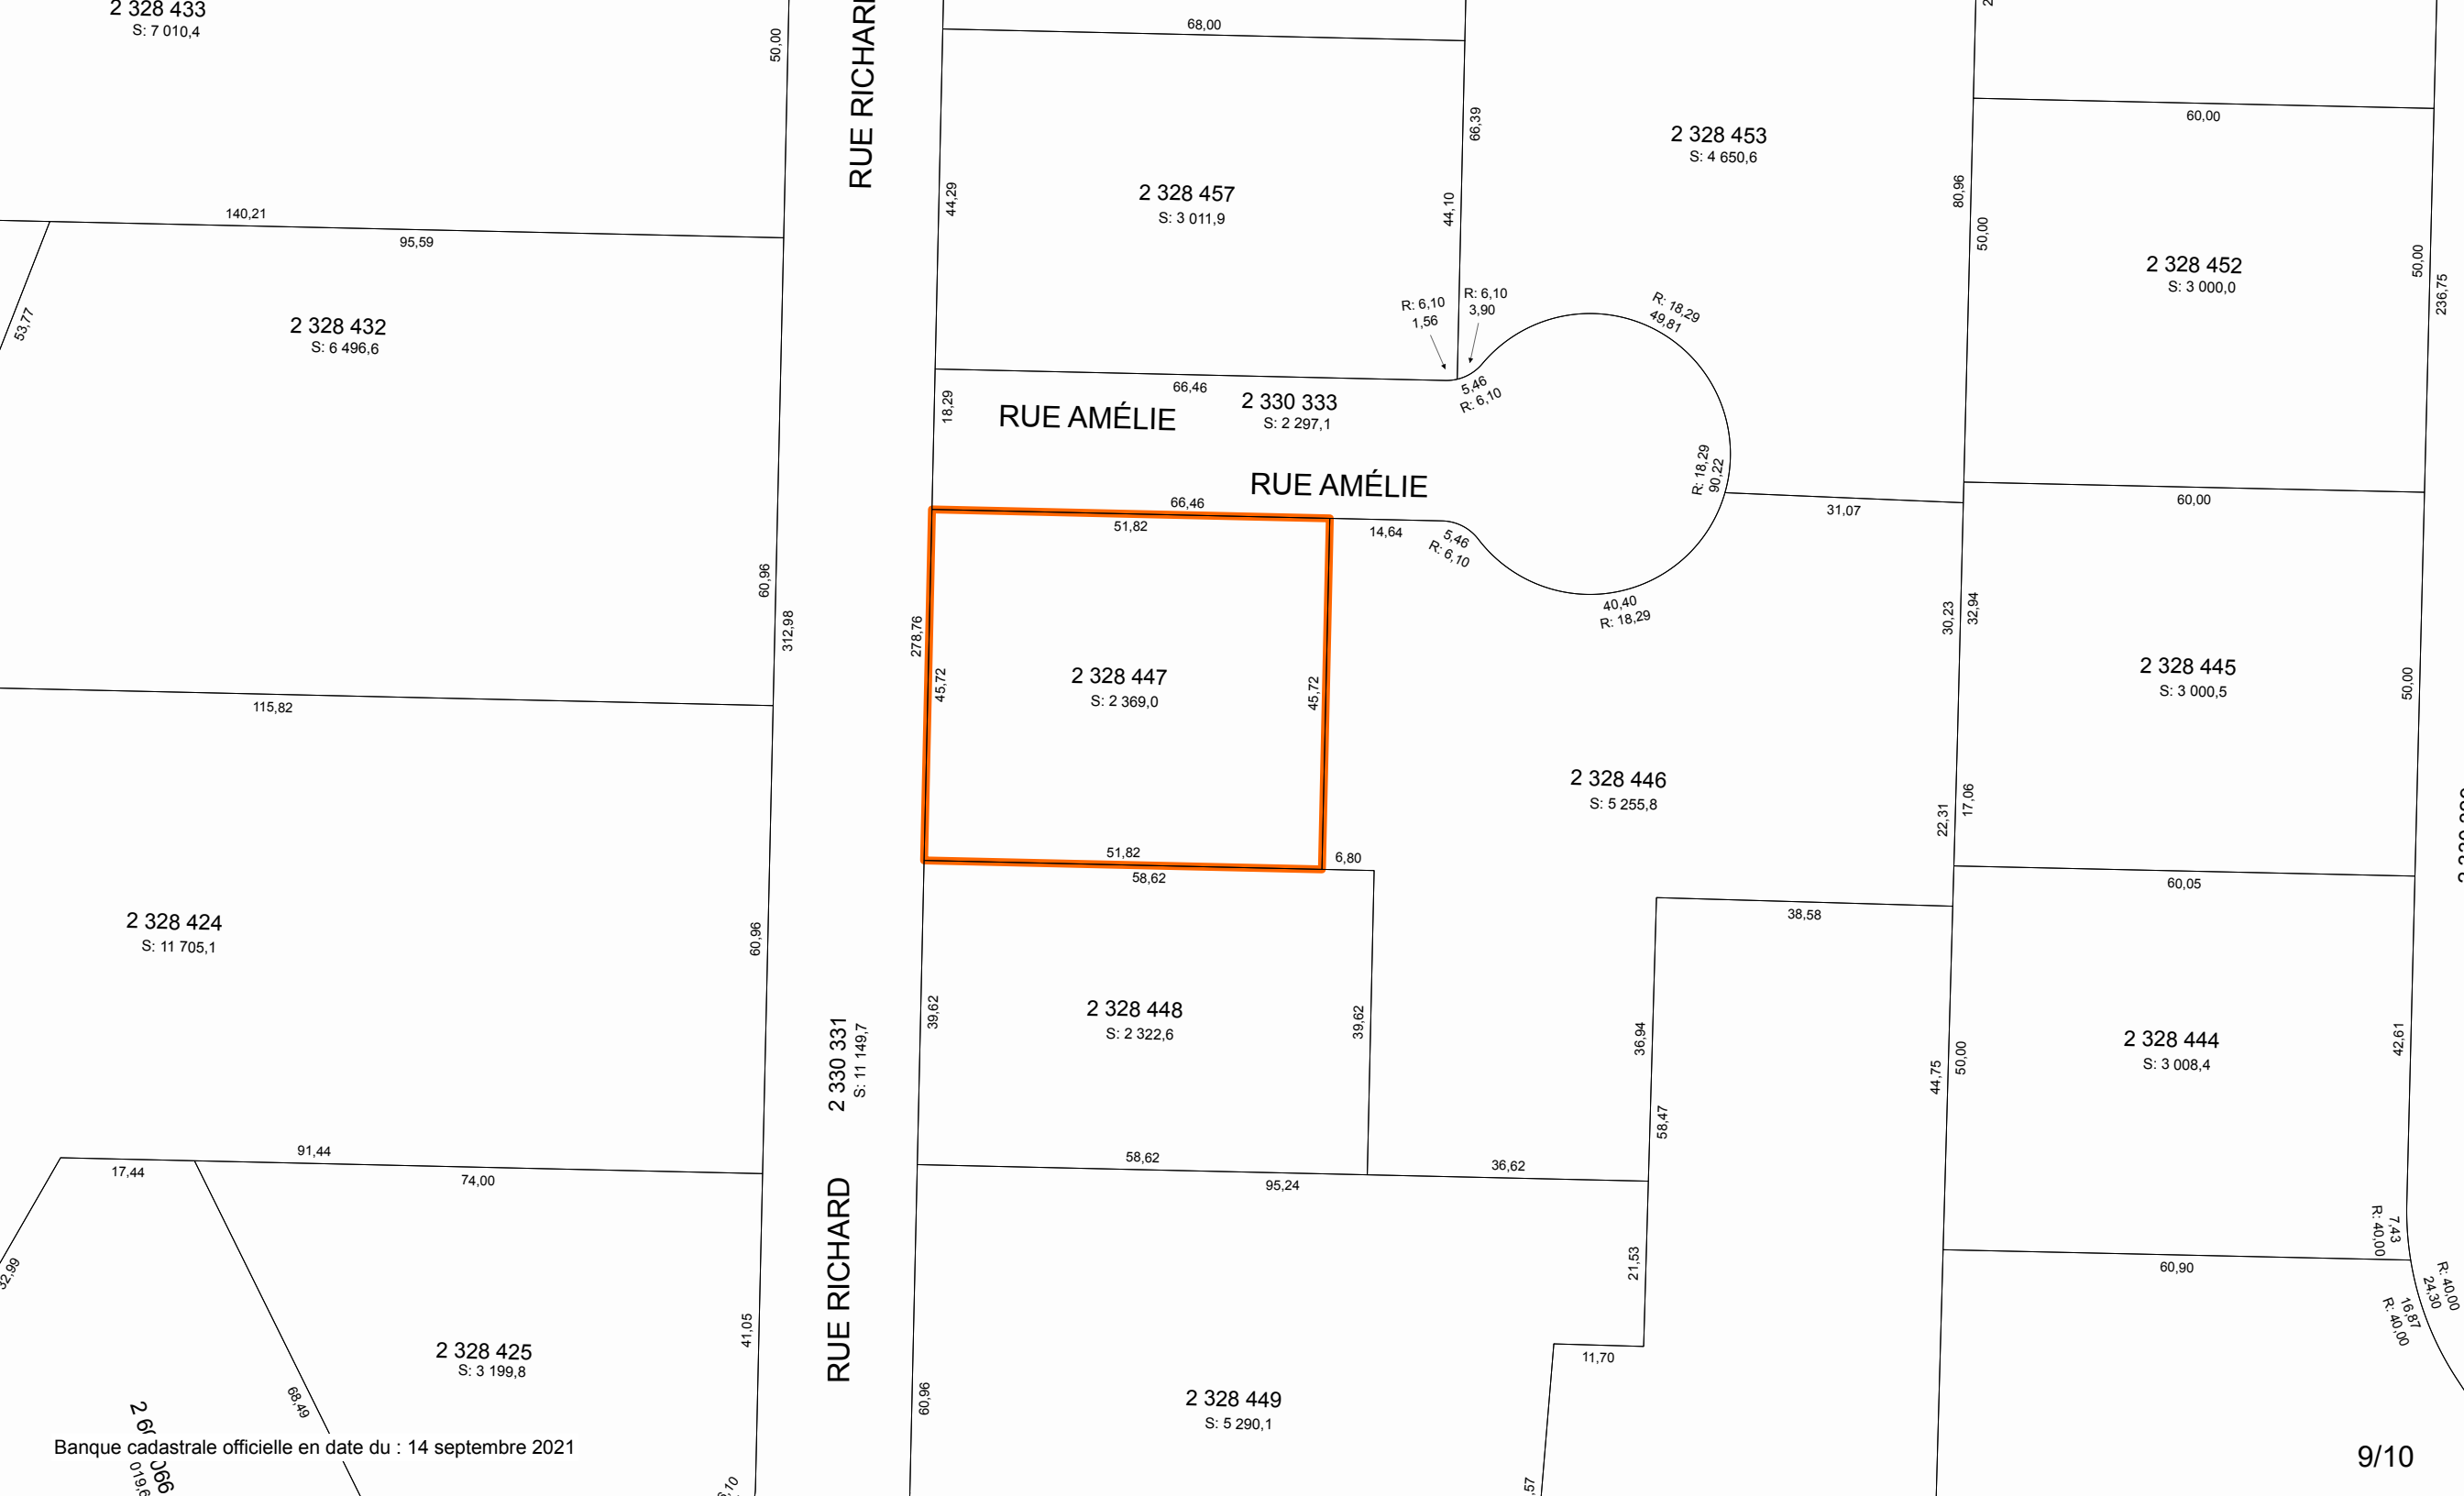 2 328 433
S: 7 010,4
50,00
RUE RICHARD
68,00
66,39
2 328 453
S: 4 650,6
60,00
2 328 457
S: 3 011,9
44,29
44,10
80,96
50,00
2 328 452
S: 3 000,0
50,00
236,75
140,21
95,59
53,77
2 328 432
S: 6 496,6
R: 6,10
1,56
R: 6,10
3,90
R: 18,29
49,81
66,46
2 330 333
S: 2 297,1
5,46
R: 6,10
18,29
RUE AMÉLIE
RUE AMÉLIE
R: 18,29
90,22
31,07
60,00
66,46
51,82
14,64
5,46
R: 6,10
40,40
R: 18,29
60,96
312,98
278,76
45,72
45,72
2 328 447
S: 2 369,0
30,23
32,94
2 328 445
S: 3 000,5
50,00
115,82
2 328 446
S: 5 255,8
22,31
17,06
51,82
6,80
58,62
60,05
38,58
2 328 424
S: 11 705,1
60,96
39,62
2 328 448
S: 2 322,6
39,62
36,94
2 328 444
S: 3 008,4
42,61
2 330 331
S: 11 149,7
44,75
50,00
58,47
91,44
17,44
74,00
58,62
36,62
95,24
RUE RICHARD
21,53
7,43
R: 40,00
60,90
R: 40,00
24,30
16,87
R: 40,00
32,99
41,05
2 328 425
S: 3 199,8
11,70
68,49
60,96
2 328 449
S: 5 290,1
Banque cadastrale officielle en date du : 14 septembre 2021
9/10